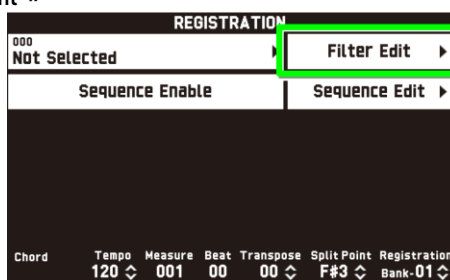 REGISTRATION
000
Not Selected
Filter Edit
Sequence Enable
Sequence Edit
Chord Tempo Measure Beat Transpose Split Point Registration
120 001 00 00 F#3 Bank-01